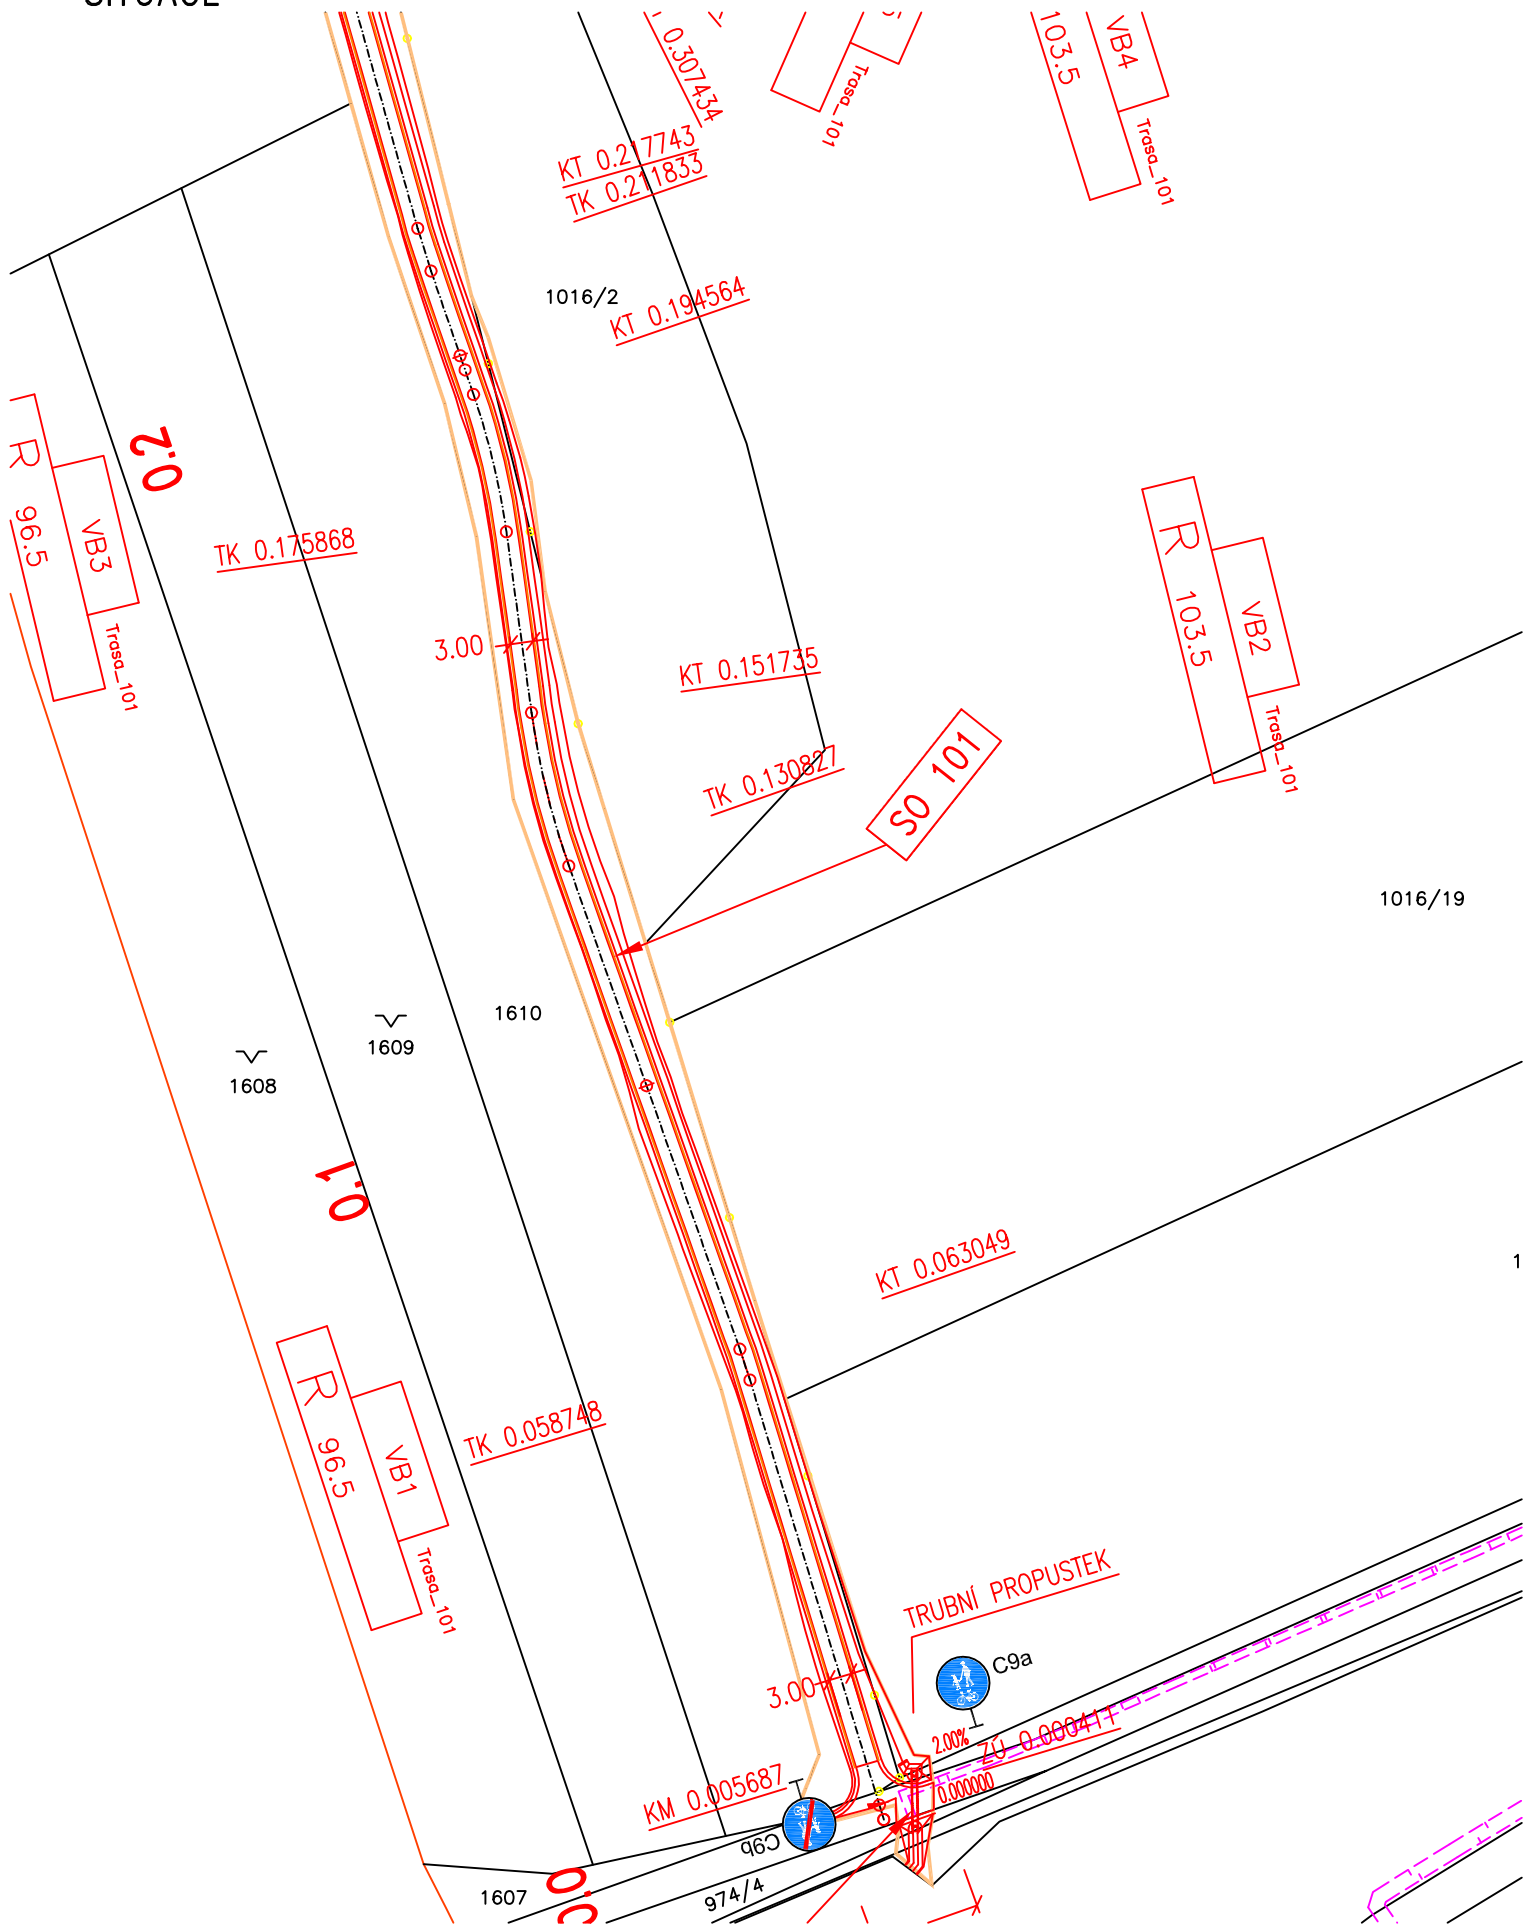 0.307434
Trasa_101
103.5
VB4
Trasa_101
KT 0.217743
TK 0.211833
1016/2
KT 0.194564
R 96.5
VB3
Trasa_101
0.2
TK 0.175868
3.00
KT 0.151735
R 103.5
VB2
Trasa_101
TK 0.130827
SO 101
1016/19
1610
1609
1608
0.1
KT 0.063049
1
R 96.5
VB1
Trasa_101
TK 0.058748
TRUBNÍ PROPUSTEK
C9a
3.00
2.00%
ZÚ 0.000411
0.000000
KM 0.005687
C9b
1607
974/4